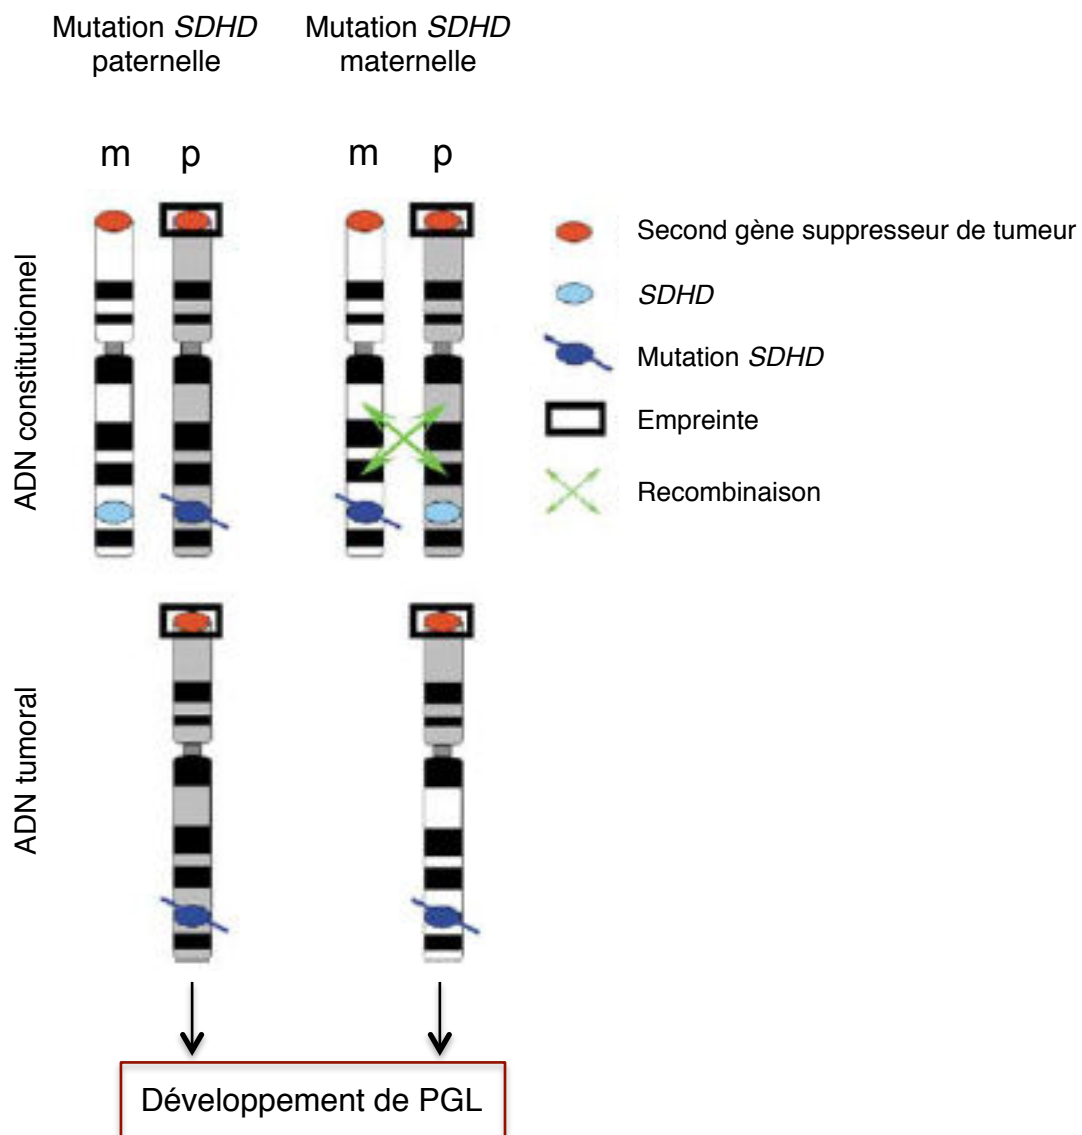 Mutation SDHD
paternelle
Mutation SDHD
maternelle
m p m p
ADN constitutionnel
Second gène suppresseur de tumeur
SDHD
Mutation SDHD
Empreinte
Recombinaison
ADN tumoral
Développement de PGL